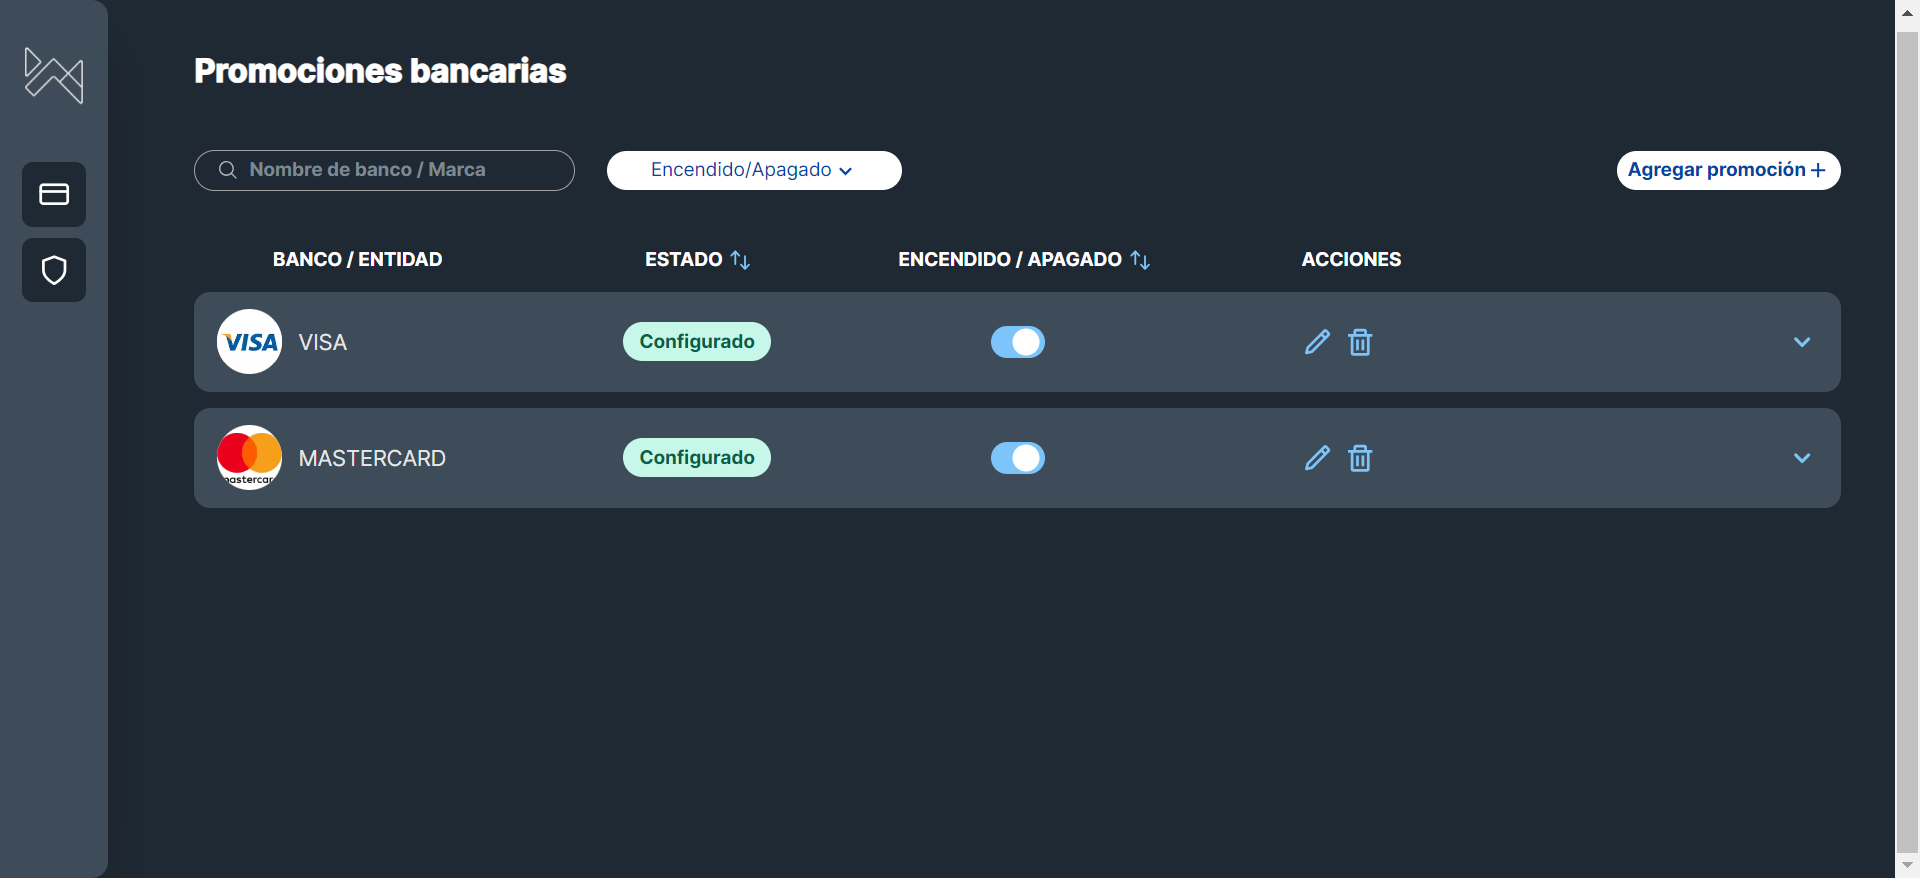 Promociones bancarias
Nombre de banco / Marca
Encendido/Apagado
Agregar promoción
BANCO / ENTIDAD
ESTADO
ENCENDIDO / APAGADO
ACCIONES
VISA
VISA
Configurado
mastercar
MASTERCARD
Configurado